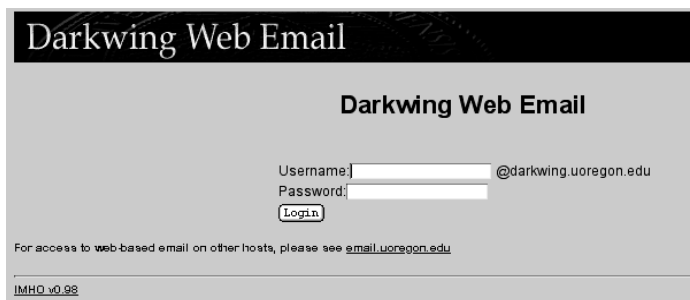 Darkwing Web Email
Darkwing Web Email
Username: @darkwing.uoregon.edu
Password:
Login
For access to web-based email on other hosts, please see email.uoregon.edu
IMHO v0.98